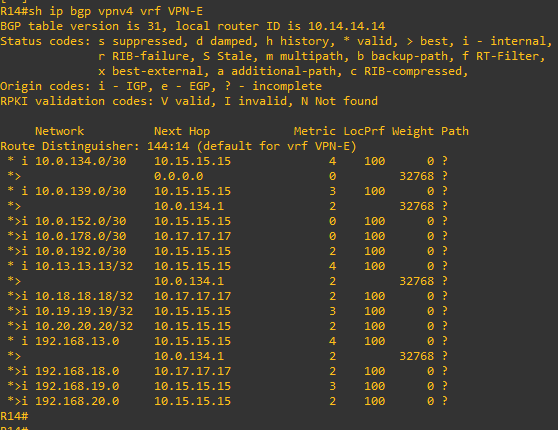 R14#sh ip bgp vpnv4 vrf VPN-E
BGP table version is 31, local router ID is 10.14.14.14
Status codes: s suppressed, d damped, h history, * valid, > best, i - internal,
              r RIB-failure, S Stale, m multipath, b backup-path, f RT-Filter,
              x best-external, a additional-path, c RIB-compressed,
Origin codes: i - IGP, e - EGP, ? - incomplete
RPKI validation codes: V valid, I invalid, N Not found

     Network          Next Hop            Metric LocPrf Weight Path
Route Distinguisher: 144:14 (default for vrf VPN-E)
 * i 10.0.134.0/30    10.15.15.15              4    100      0 ?
 *>                   0.0.0.0                  0         32768 ?
 * i 10.0.139.0/30    10.15.15.15              3    100      0 ?
 *>                   10.0.134.1               2         32768 ?
 *>i 10.0.152.0/30    10.15.15.15              0    100      0 ?
 *>i 10.0.178.0/30    10.17.17.17              0    100      0 ?
 *>i 10.0.192.0/30    10.15.15.15              2    100      0 ?
 * i 10.13.13.13/32   10.15.15.15              4    100      0 ?
 *>                   10.0.134.1               2         32768 ?
 *>i 10.18.18.18/32   10.17.17.17              2    100      0 ?
 *>i 10.19.19.19/32   10.15.15.15              3    100      0 ?
 *>i 10.20.20.20/32   10.15.15.15              2    100      0 ?
 * i 192.168.13.0     10.15.15.15              4    100      0 ?
 *>                   10.0.134.1               2         32768 ?
 *>i 192.168.18.0     10.17.17.17              2    100      0 ?
 *>i 192.168.19.0     10.15.15.15              3    100      0 ?
 *>i 192.168.20.0     10.15.15.15              2    100      0 ?
R14#
R14#